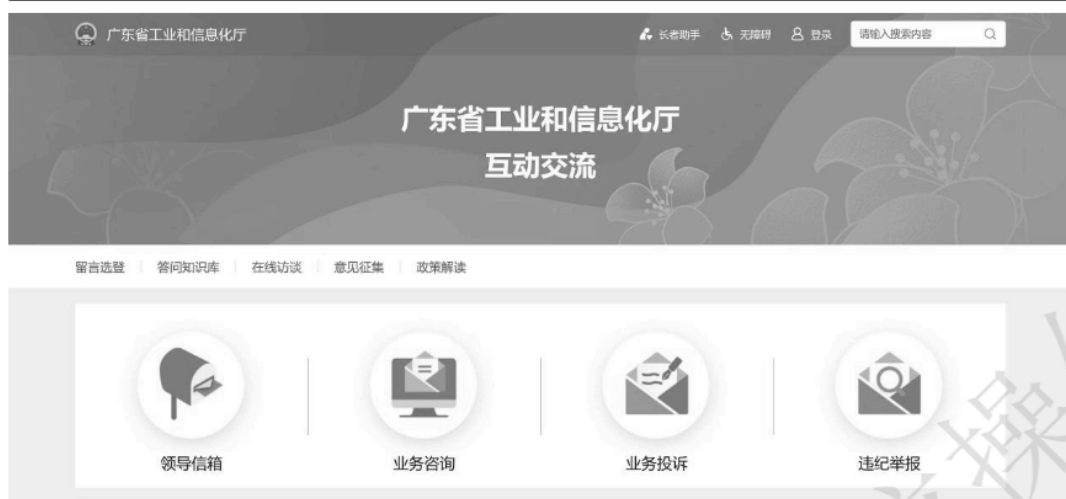 广东省工业和信息化厅
长者助手 无障碍 登录 请输入搜索内容
广东省工业和信息化厅
互动交流
留言选登 答问知识库 在线访谈 意见征集 政策解读
领导信箱 业务咨询 业务投诉 违纪举报
操